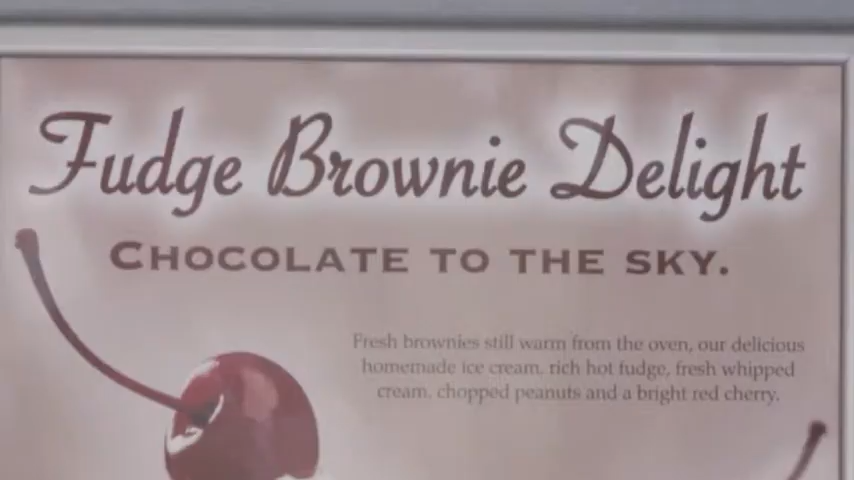 Fudge Brownie Delight
CHOCOLATE TO THE SKY.
Fresh brownies still warm from the oven, our delicious
homemade ice cream, rich hot fudge, fresh whipped
cream, chopped peanuts and a bright red cherry.